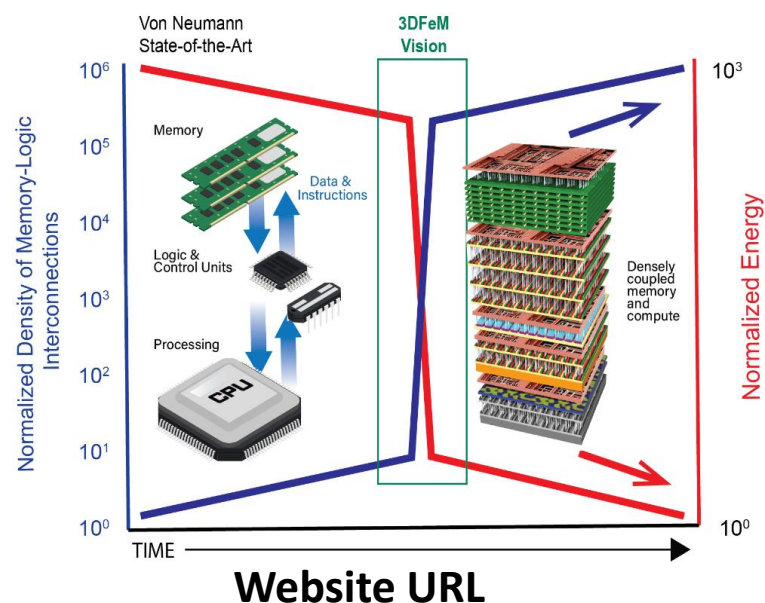 Von Neumann
State-of-the-Art
3DFeM
Vision
10⁶
10⁵
10⁴
10³
10²
10¹
10⁰
Normalized Density of Memory-Logic
Interconnections
Memory
Data &
Instructions
Logic &
Control Units
Processing
CPU
Densely
coupled
memory
and
compute
10³
10⁰
Normalized Energy
TIME
Website URL